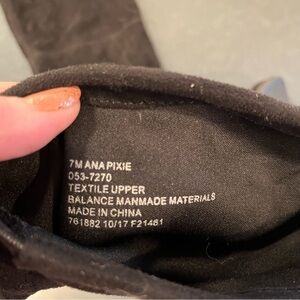 7M ANA PIXIE
053-7270
TEXTILE UPPER
BALANCE MANMADE MATERIALS
MADE IN CHINA
761882 10/17 F21461